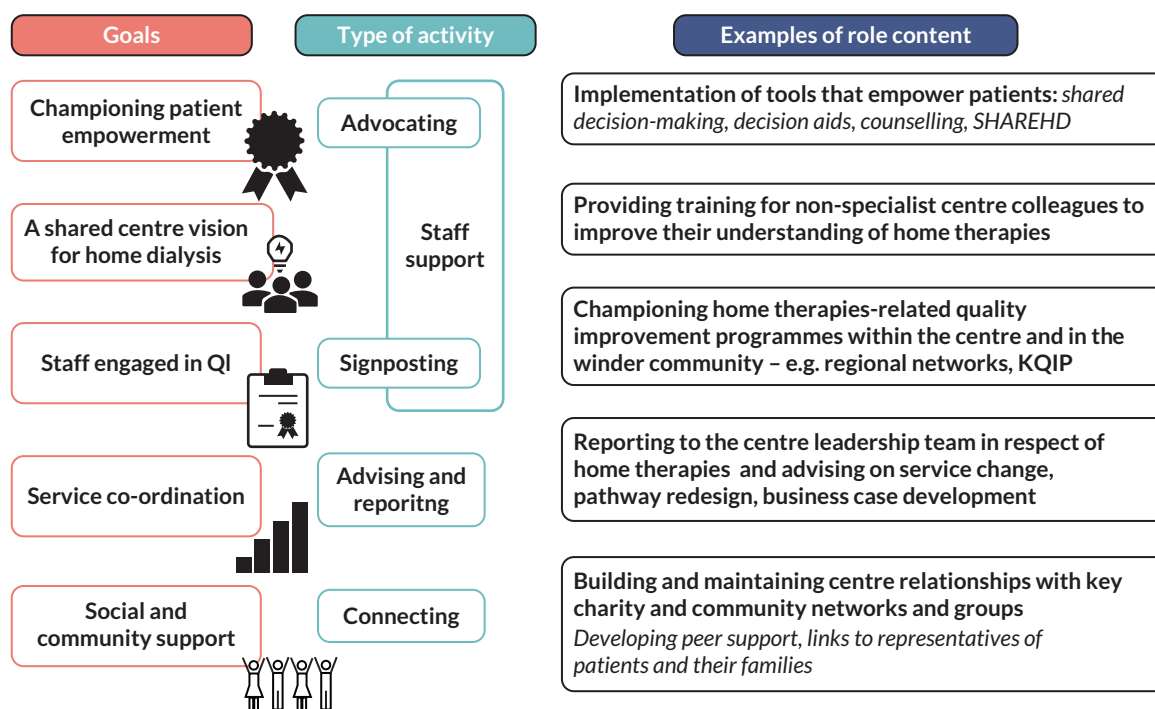 Goals
Type of activity
Examples of role content
Championing patient
empowerment
Advocating
Implementation of tools that empower patients: shared
decision-making, decision aids, counselling, SHAREHD
A shared centre vision
for home dialysis
Staff
support
Providing training for non-specialist centre colleagues to
improve their understanding of home therapies
Staff engaged in QI
Signposting
Championing home therapies-related quality
improvement programmes within the centre and in the
winder community – e.g. regional networks, KQIP
Service co-ordination
Advising and
reporitng
Reporting to the centre leadership team in respect of
home therapies and advising on service change,
pathway redesign, business case development
Social and
community support
Connecting
Building and maintaining centre relationships with key
charity and community networks and groups
Developing peer support, links to representatives of
patients and their families